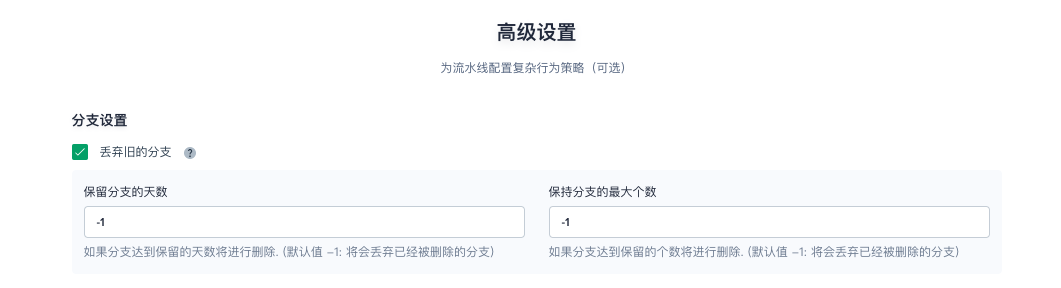 高级设置
为流水线配置复杂行为策略（可选）
分支设置
丢弃旧的分支 ?
保留分支的天数
-1
如果分支达到保留的天数将进行删除. (默认值 -1: 将会丢弃已经被删除的分支)
保持分支的最大个数
-1
如果分支达到保留的个数将进行删除. (默认值 -1: 将会丢弃已经被删除的分支)